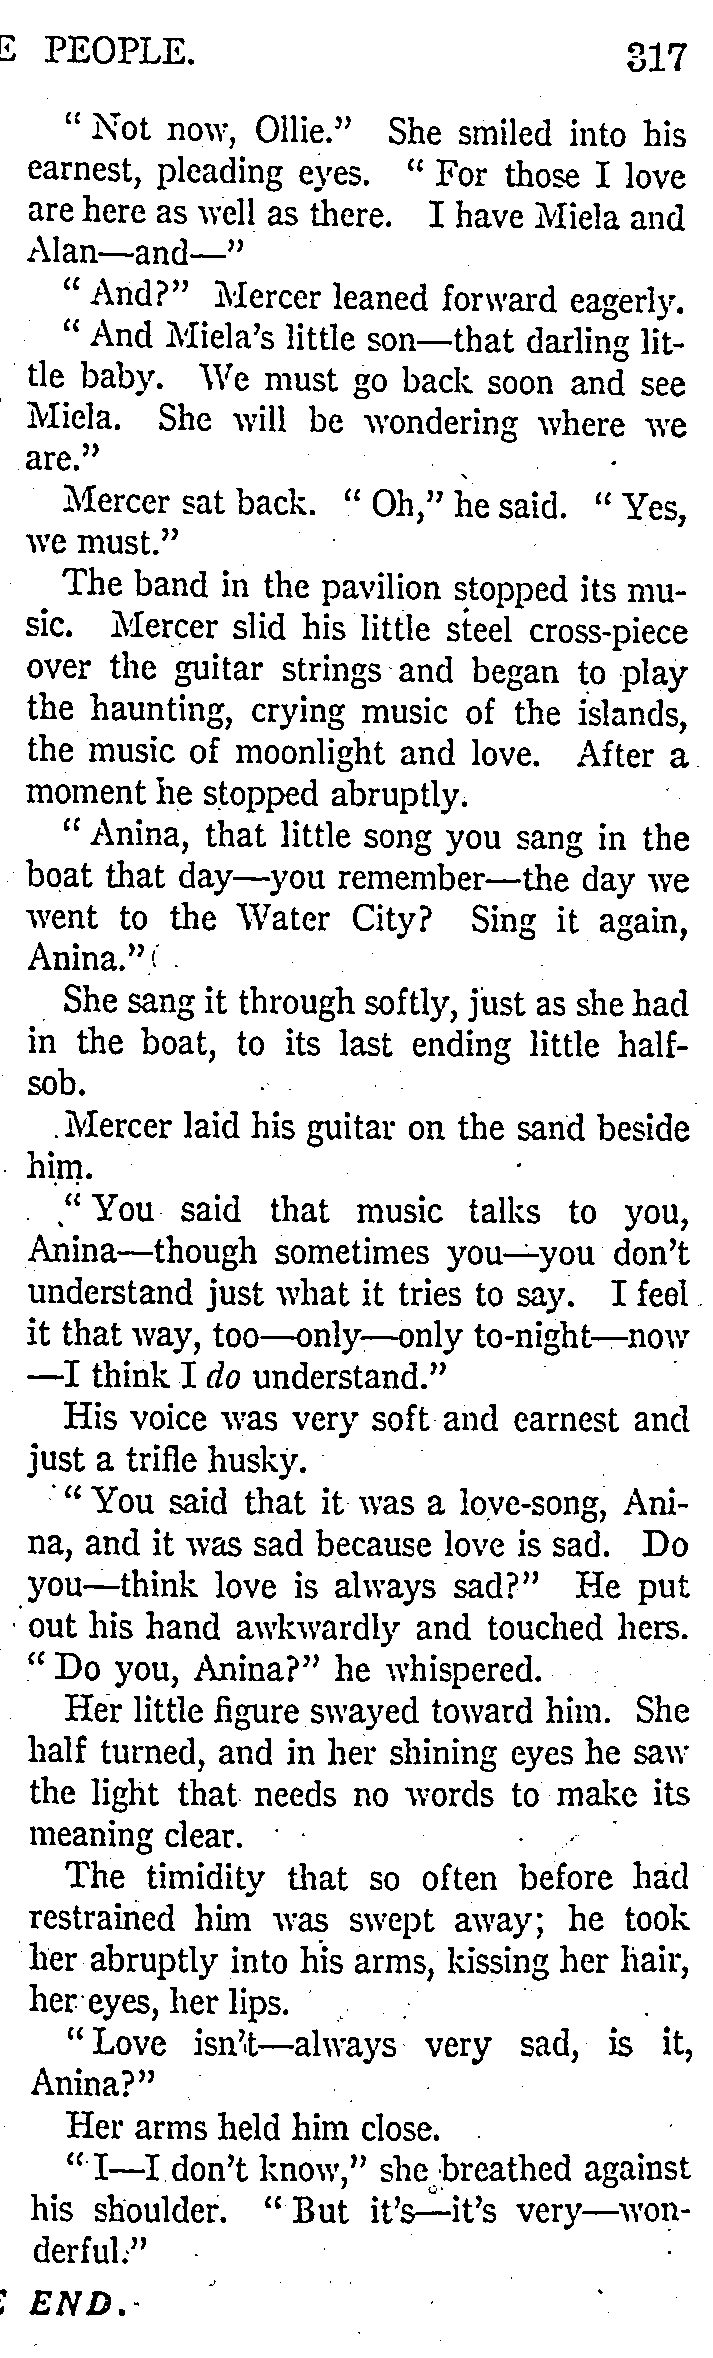 E PEOPLE. 317
“ Not now, Ollie.” She smiled into his
earnest, pleading eyes. “ For those I love
are here as well as there. I have Miela and
Alan—and—”
“ And?” Mercer leaned forward eagerly.
“ And Miela’s little son—that darling lit-
tle baby. We must go back soon and see
Miela. She will be wondering where we
are.”
Mercer sat back. “ Oh,” he said. “ Yes,
we must.”
The band in the pavilion stopped its mu-
sic. Mercer slid his little steel cross-piece
over the guitar strings and began to play
the haunting, crying music of the islands,
the music of moonlight and love. After a
moment he stopped abruptly.
“ Anina, that little song you sang in the
boat that day—you remember—the day we
went to the Water City? Sing it again,
Anina.”
She sang it through softly, just as she had
in the boat, to its last ending little half-
sob.
Mercer laid his guitar on the sand beside
him.
“ You said that music talks to you,
Anina—though sometimes you—you don’t
understand just what it tries to say. I feel
it that way, too—only—only to-night—now
—I think I do understand.”
His voice was very soft and earnest and
just a trifle husky.
“ You said that it was a love-song, Ani-
na, and it was sad because love is sad. Do
you—think love is always sad?” He put
out his hand awkwardly and touched hers.
“ Do you, Anina?” he whispered.
Her little figure swayed toward him. She
half turned, and in her shining eyes he saw
the light that needs no words to make its
meaning clear.
The timidity that so often before had
restrained him was swept away; he took
her abruptly into his arms, kissing her hair,
her eyes, her lips.
“ Love isn’t—always very sad, is it,
Anina?”
Her arms held him close.
“ I—I don’t know,” she breathed against
his shoulder. “ But it’s—it’s very—won-
derful.”
E END.